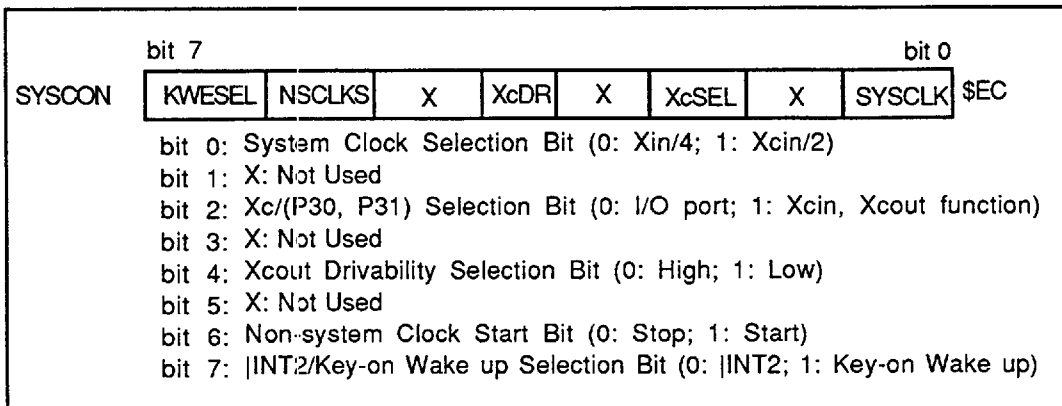 bit 7 bit 0
SYSCON KWESEL NSCLKS X XcDR X XcSEL X SYSCLK $EC
bit 0: System Clock Selection Bit (0: Xin/4; 1: Xcin/2)
bit 1: X: Not Used
bit 2: Xc/(P30, P31) Selection Bit (0: I/O port; 1: Xcin, Xcout function)
bit 3: X: Not Used
bit 4: Xcout Drivability Selection Bit (0: High; 1: Low)
bit 5: X: Not Used
bit 6: Non-system Clock Start Bit (0: Stop; 1: Start)
bit 7: |INT2/Key-on Wake up Selection Bit (0: |INT2; 1: Key-on Wake up)